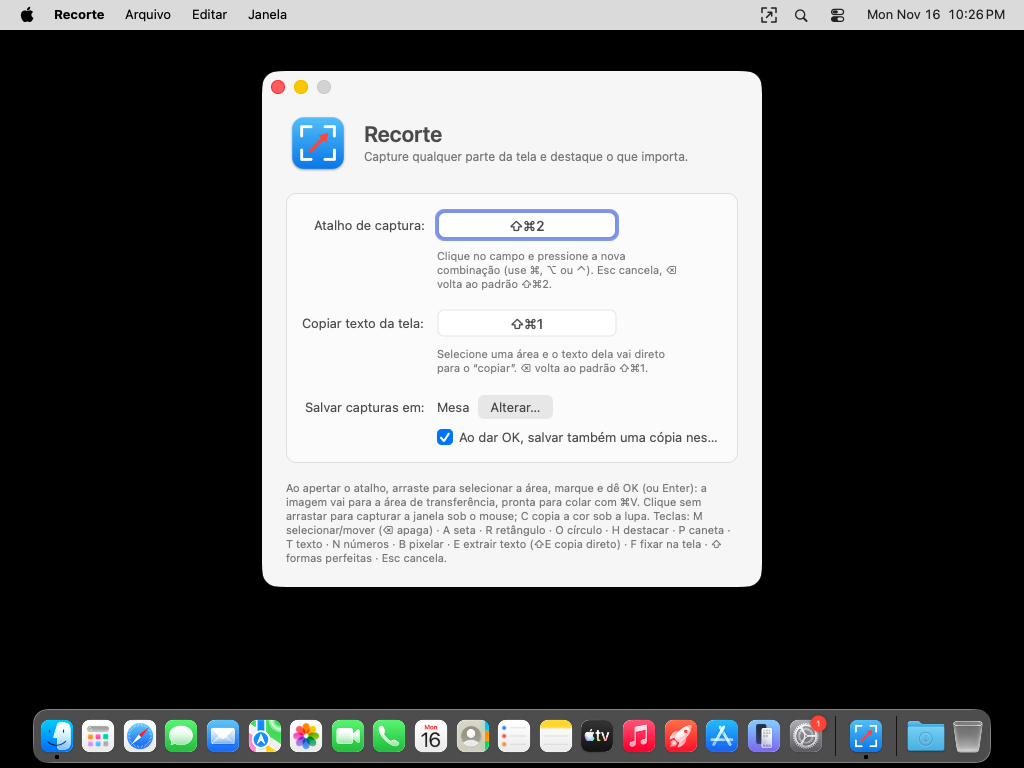 Recorte Arquivo Editar Janela Mon Nov 16 10:26 PM
Recorte
Capture qualquer parte da tela e destaque o que importa.
Atalho de captura: ⇧⌘2
Clique no campo e pressione a nova
combinação (use ⌘, ⌥ ou ⌃). Esc cancela, ⌫
volta ao padrão ⇧⌘2.
Copiar texto da tela: ⇧⌘1
Selecione uma área e o texto dela vai direto
para o “copiar”. ⌫ volta ao padrão ⇧⌘1.
Salvar capturas em: Mesa Alterar...
Ao dar OK, salvar também uma cópia nes...
Ao apertar o atalho, arraste para selecionar a área, marque e dê OK (ou Enter): a
imagem vai para a área de transferência, pronta para colar com ⌘V. Clique sem
arrastar para capturar a janela sob o mouse; C copia a cor sob a lupa. Teclas: M
selecionar/mover (⌫ apaga) · A seta · R retângulo · O círculo · H destacar · P caneta ·
T texto · N números · B pixelar · E extrair texto (⇧E copia direto) · F fixar na tela · ⇧
formas perfeitas · Esc cancela.
Mon
16
tv
1